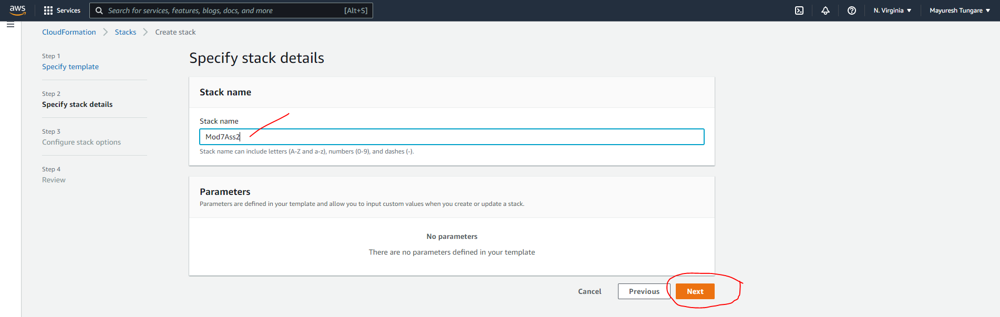 aws Services Search for services, features, blogs, docs, and more [Alt+S] N. Virginia Mayuresh Tungare
CloudFormation Stacks Create stack
Step 1
Specify template
Step 2
Specify stack details
Step 3
Configure stack options
Step 4
Review
Specify stack details
Stack name
Stack name
Mod7Ass2
Stack name can include letters (A-Z and a-z), numbers (0-9), and dashes (-).
Parameters
Parameters are defined in your template and allow you to input custom values when you create or update a stack.
No parameters
There are no parameters defined in your template
Cancel Previous Next